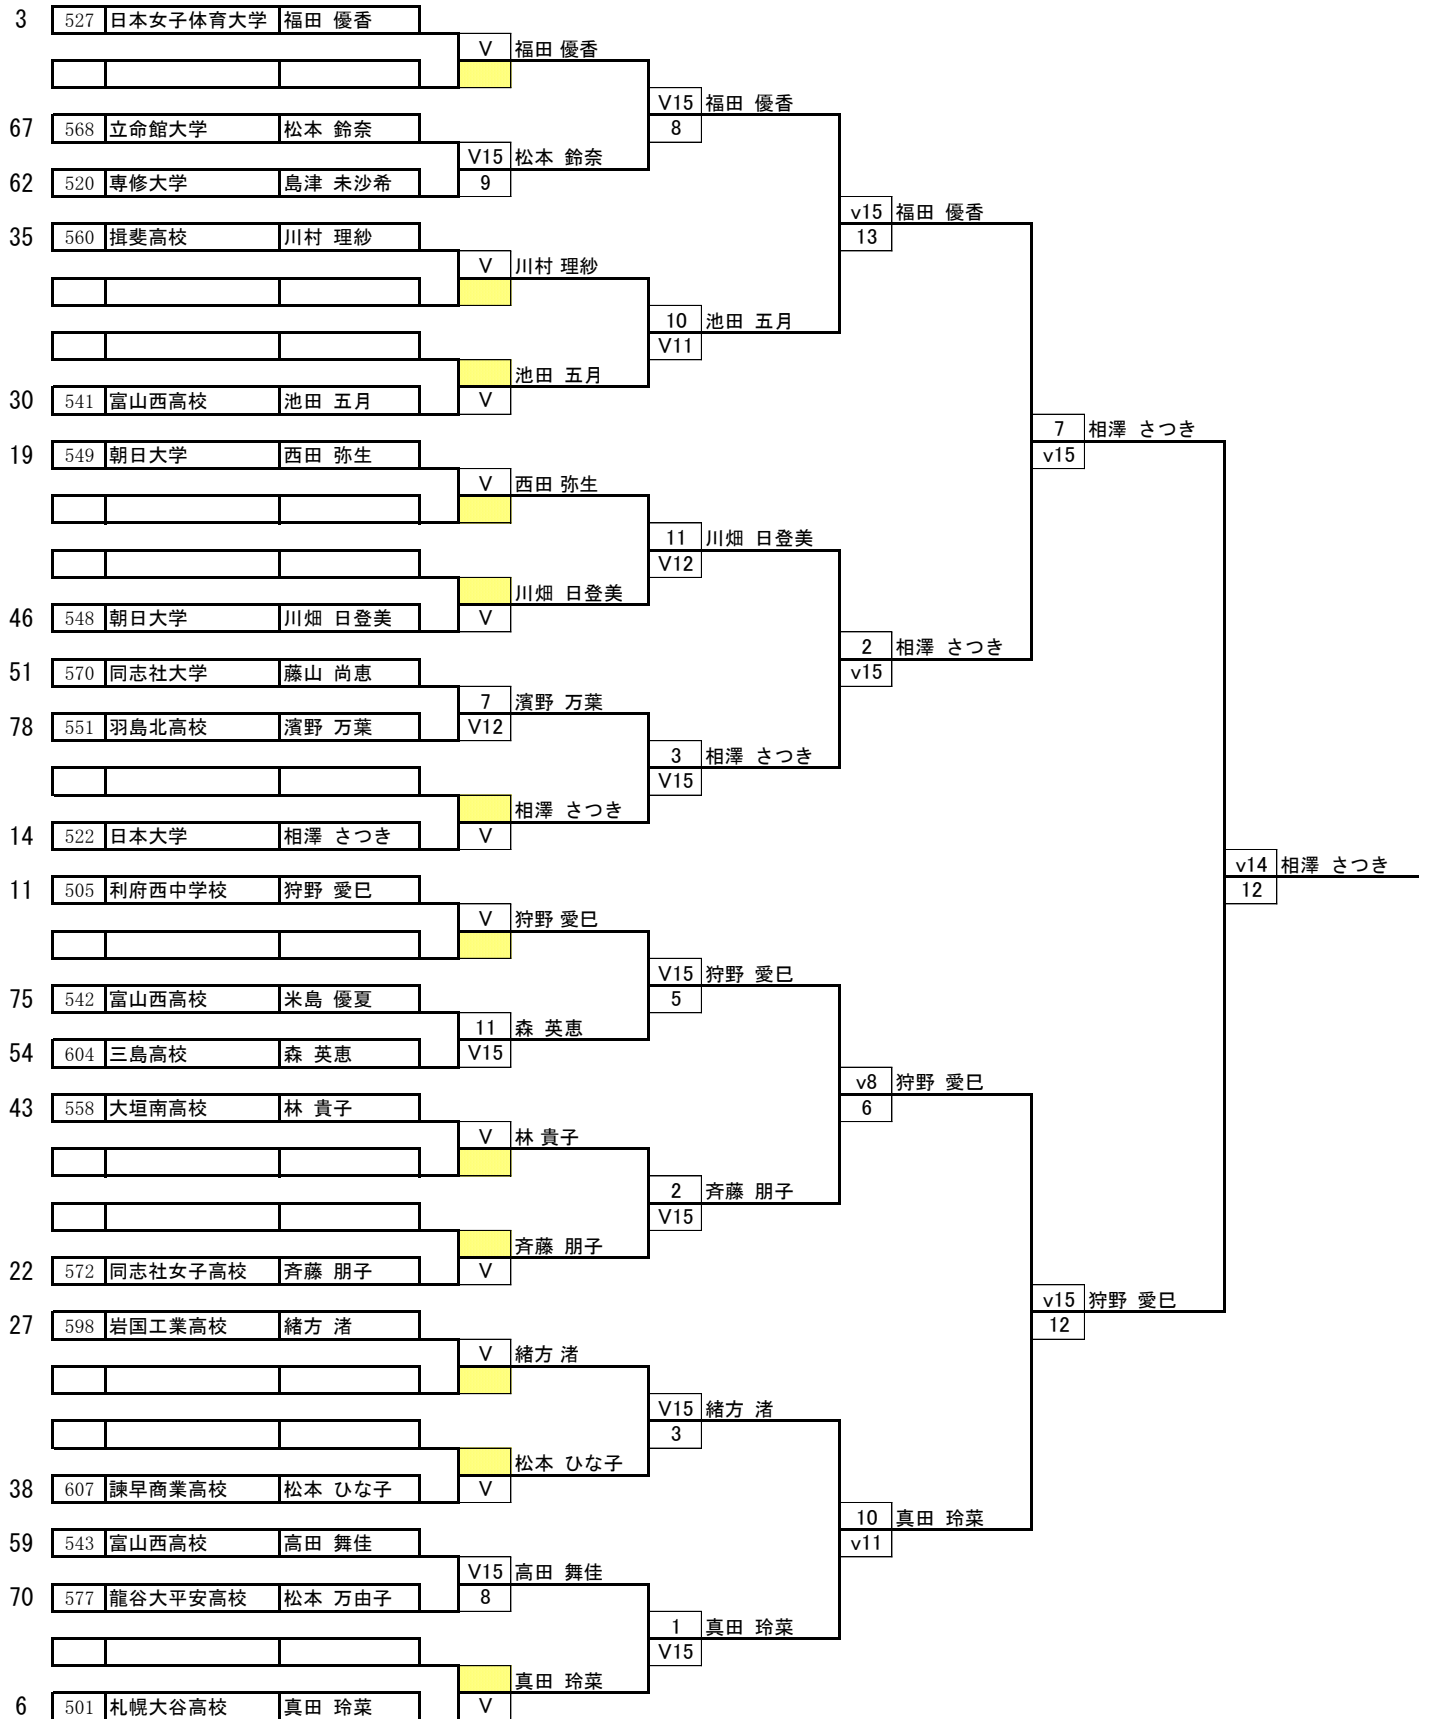 3 527 日本女子体育大学 福田 優香
V 福田 優香
V15 福田 優香
67 568 立命館大学 松本 鈴奈
8
V15 松本 鈴奈
62 520 専修大学 島津 未沙希
9
v15 福田 優香
35 560 揖斐高校 川村 理紗
13
V 川村 理紗
10 池田 五月
V11
池田 五月
30 541 富山西高校 池田 五月
V
7 相澤 さつき
19 549 朝日大学 西田 弥生
v15
V 西田 弥生
11 川畑 日登美
V12
川畑 日登美
46 548 朝日大学 川畑 日登美
V
2 相澤 さつき
51 570 同志社大学 藤山 尚恵
v15
7 濱野 万葉
78 551 羽島北高校 濱野 万葉
V12
3 相澤 さつき
V15
相澤 さつき
14 522 日本大学 相澤 さつき
V
v14 相澤 さつき
11 505 利府西中学校 狩野 愛巳
12
V 狩野 愛巳
V15 狩野 愛巳
75 542 富山西高校 米島 優夏
5
11 森 英恵
54 604 三島高校 森 英恵
V15
v8 狩野 愛巳
43 558 大垣南高校 林 貴子
6
V 林 貴子
2 斉藤 朋子
V15
斉藤 朋子
22 572 同志社女子高校 斉藤 朋子
V
v15 狩野 愛巳
27 598 岩国工業高校 緒方 渚
12
V 緒方 渚
V15 緒方 渚
3
松本 ひな子
38 607 諫早商業高校 松本 ひな子
V
10 真田 玲菜
59 543 富山西高校 高田 舞佳
v11
V15 高田 舞佳
70 577 龍谷大平安高校 松本 万由子
8
1 真田 玲菜
V15
真田 玲菜
6 501 札幌大谷高校 真田 玲菜
V